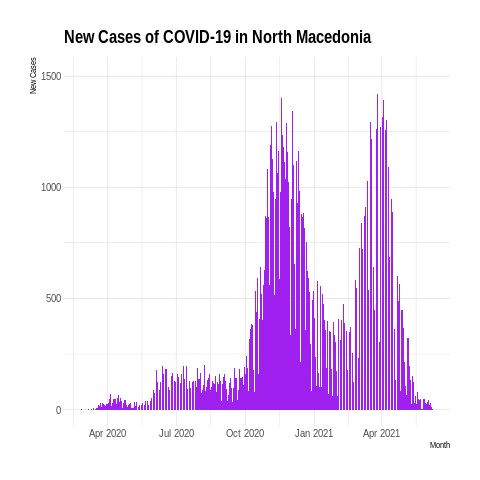 New Cases of COVID-19 in North Macedonia
New Cases
1500
1000
500
0
Apr 2020 Jul 2020 Oct 2020 Jan 2021 Apr 2021
Month